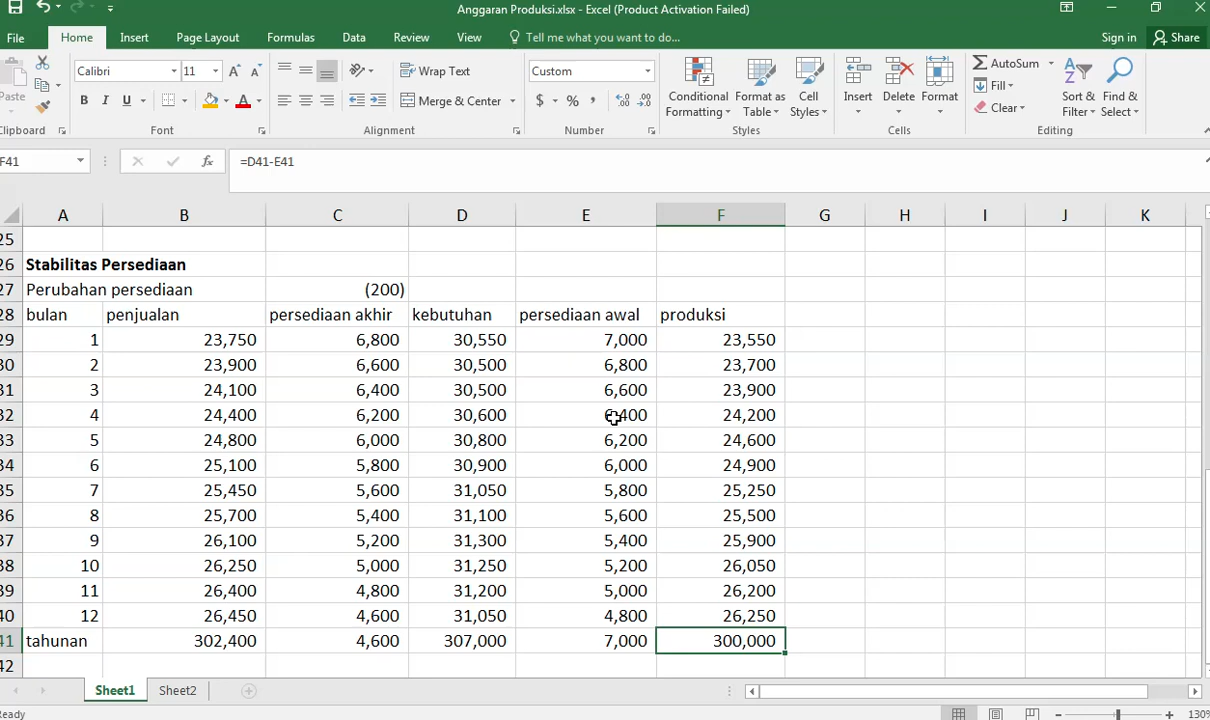 Anggaran Produksi.xlsx - Excel (Product Activation Failed)
File Home Insert Page Layout Formulas Data Review View Tell me what you want to do... Sign in Share
Paste Calibri 11 Wrap Text Custom AutoSum
B I U Merge & Center $ % , Conditional Formatting Format as Table Cell Styles Insert Delete Format Fill Clear Sort & Filter Find & Select
Clipboard Font Alignment Number Styles Cells Editing
F41 fx =D41-E41
A B C D E F G H I J K
25
26 Stabilitas Persediaan
27 Perubahan persediaan (200)
28 bulan penjualan persediaan akhir kebutuhan persediaan awal produksi
29 1 23,750 6,800 30,550 7,000 23,550
30 2 23,900 6,600 30,500 6,800 23,700
31 3 24,100 6,400 30,500 6,600 23,900
32 4 24,400 6,200 30,600 6,400 24,200
33 5 24,800 6,000 30,800 6,200 24,600
34 6 25,100 5,800 30,900 6,000 24,900
35 7 25,450 5,600 31,050 5,800 25,250
36 8 25,700 5,400 31,100 5,600 25,500
37 9 26,100 5,200 31,300 5,400 25,900
38 10 26,250 5,000 31,250 5,200 26,050
39 11 26,400 4,800 31,200 5,000 26,200
40 12 26,450 4,600 31,050 4,800 26,250
41 tahunan 302,400 4,600 307,000 7,000 300,000
42
Sheet1 Sheet2
Ready 130%